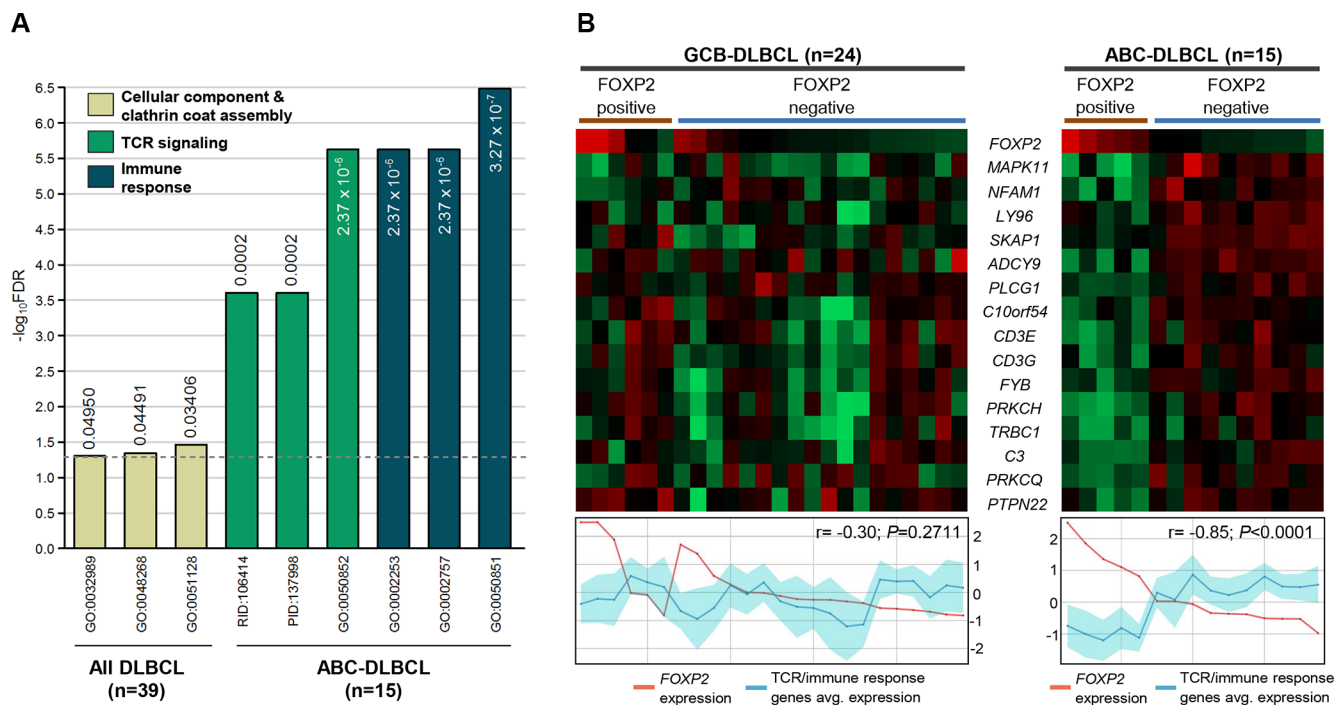 A
6.5
6.0
5.5
5.0
4.5
4.0
3.5
3.0
2.5
2.0
1.5
1.0
0.5
0.0
-log10FDR
Cellular component &
clathrin coat assembly
TCR signaling
Immune
response
0.04950
0.04491
0.03406
0.0002
0.0002
2.37 x 10-6
2.37 x 10-6
2.37 x 10-6
3.27 x 10-7
GO:0032989
GO:0048268
GO:0051128
RID:106414
PID:137998
GO:0050852
GO:0002253
GO:0002757
GO:0050851
All DLBCL
(n=39)
ABC-DLBCL
(n=15)
B
GCB-DLBCL (n=24)
FOXP2
positive
FOXP2
negative
ABC-DLBCL (n=15)
FOXP2
positive
FOXP2
negative
FOXP2
MAPK11
NFAM1
LY96
SKAP1
ADCY9
PLCG1
C10orf54
CD3E
CD3G
FYB
PRKCH
TRBC1
C3
PRKCQ
PTPN22
r= -0.30; P=0.2711
2
1
0
-1
-2
FOXP2
expression
TCR/immune response
genes avg. expression
r= -0.85; P<0.0001
2
1
0
-1
FOXP2
expression
TCR/immune response
genes avg. expression